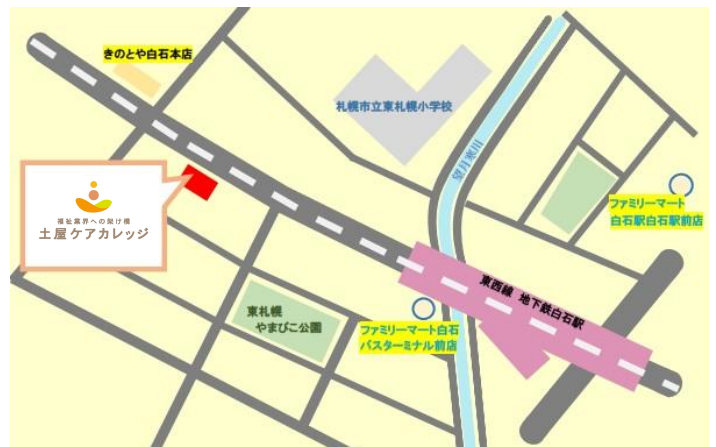 きのとや白石本店
札幌市立東札幌小学校
望月寒川
ファミリーマート
白石駅白石駅前店
福祉業界への架け橋
土屋ケアカレッジ
東西線 地下鉄白石駅
東札幌
やまびこ公園
ファミリーマート白石
バスターミナル前店